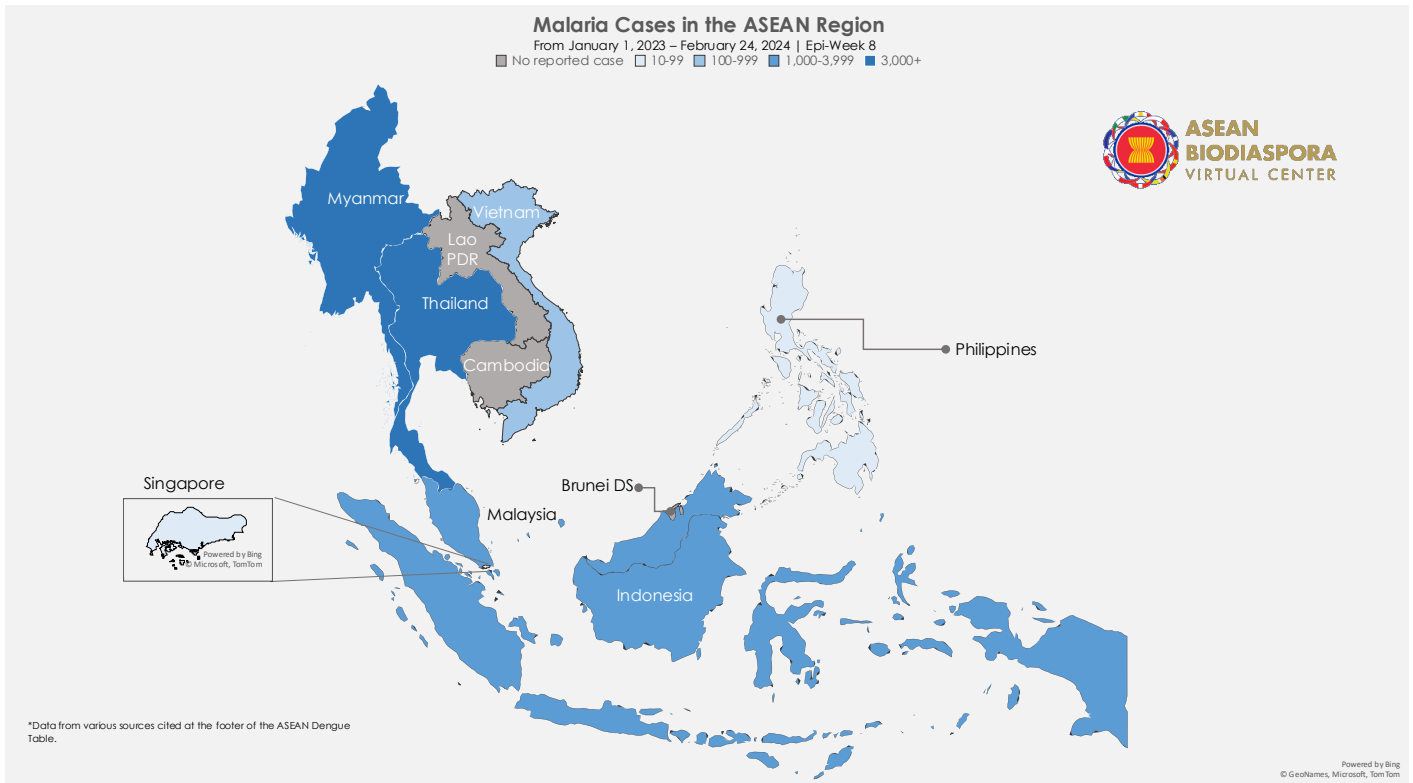 Malaria Cases in the ASEAN Region
From January 1, 2023 – February 24, 2024 | Epi-Week 8
No reported case 10-99 100-999 1,000-3,999 3,000+
ASEAN
BIODIASPORA
VIRTUAL CENTER
Myanmar
Vietnam
Lao
PDR
Thailand
Cambodia
Philippines
Singapore
Brunei DS
Malaysia
Powered by Bing
© Microsoft, TomTom
Indonesia
*Data from various sources cited at the footer of the ASEAN Dengue
Table.
Powered by Bing
© GeoNames, Microsoft, TomTom